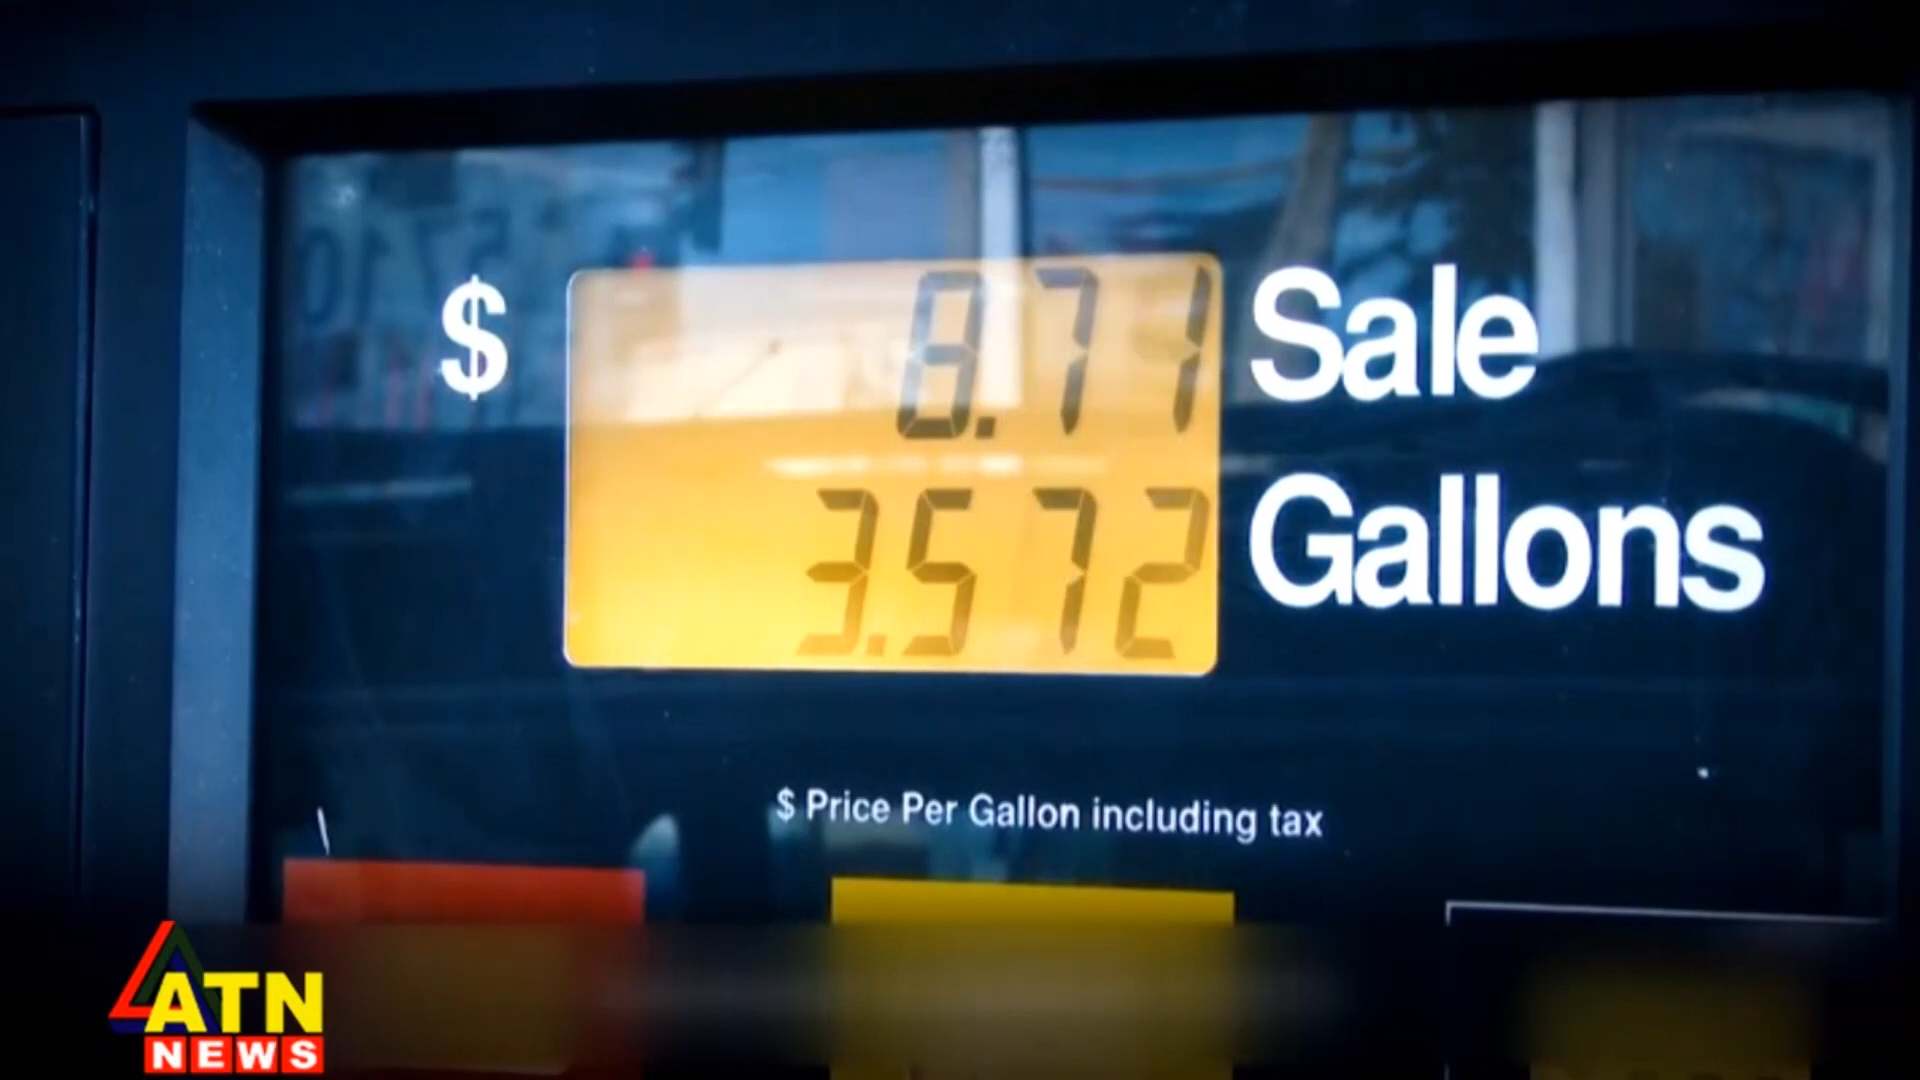 $ 8.71 Sale
3.572 Gallons
$ Price Per Gallon including tax
ATN
NEWS